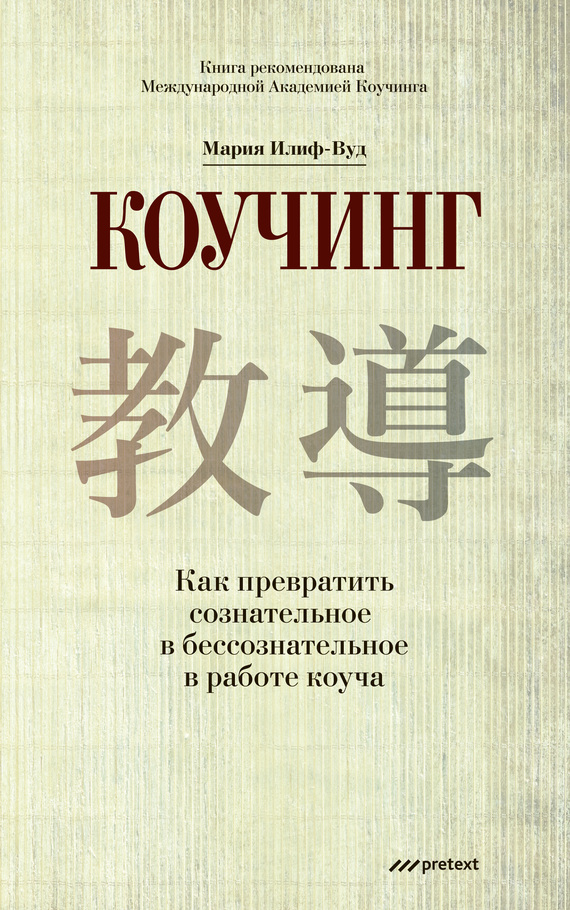 Книга рекомендована
Международной Академией Коучинга
Мария Илиф-Вуд
КОУЧИНГ
教導
Как превратить
сознательное
в бессознательное
в работе коуча
pretext